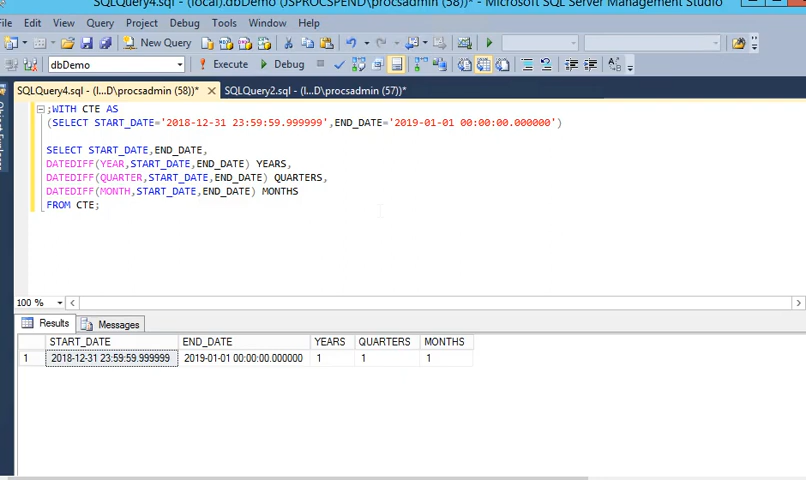 SQLQuery4.sql - (local).dbDemo (JSPROCSPEND\procsadmin (58))* - Microsoft SQL Server Management Studio
File Edit View Query Project Debug Tools Window Help
New Query
dbDemo Execute Debug
SQLQuery4.sql - (l...D\procsadmin (58))* SQLQuery2.sql - (l...D\procsadmin (57))*
;WITH CTE AS
(SELECT START_DATE='2018-12-31 23:59:59.999999',END_DATE='2019-01-01 00:00:00.000000')
SELECT START_DATE,END_DATE,
DATEDIFF(YEAR,START_DATE,END_DATE) YEARS,
DATEDIFF(QUARTER,START_DATE,END_DATE) QUARTERS,
DATEDIFF(MONTH,START_DATE,END_DATE) MONTHS
FROM CTE;
100 %
Results Messages
START_DATE END_DATE YEARS QUARTERS MONTHS
1 2018-12-31 23:59:59.999999 2019-01-01 00:00:00.000000 1 1 1